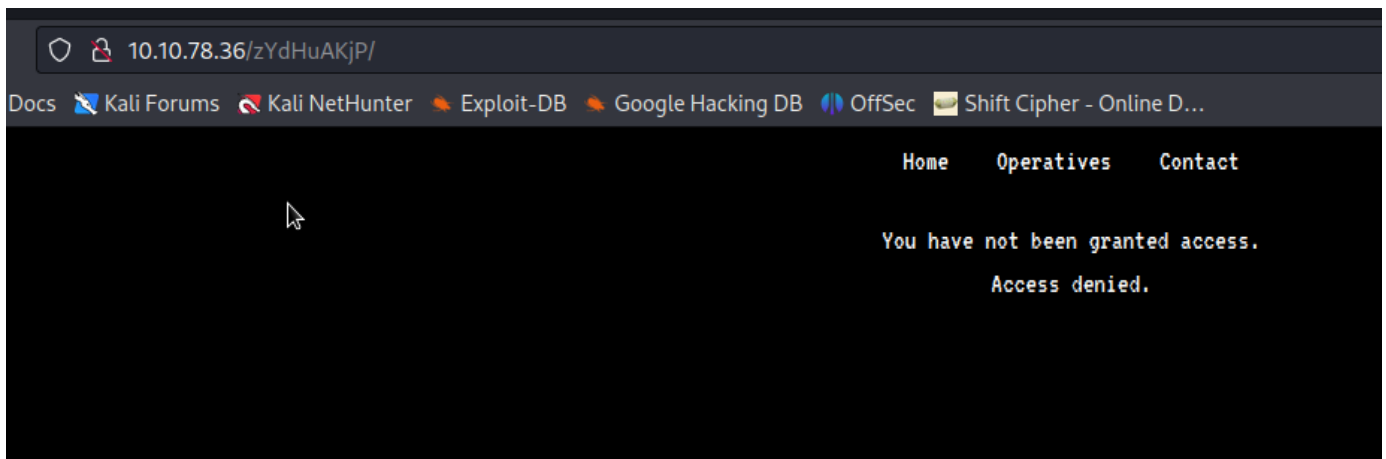 10.10.78.36/zYdHuAKjP/
Docs Kali Forums Kali NetHunter Exploit-DB Google Hacking DB OffSec Shift Cipher - Online D...
Home Operatives Contact
You have not been granted access.
Access denied.